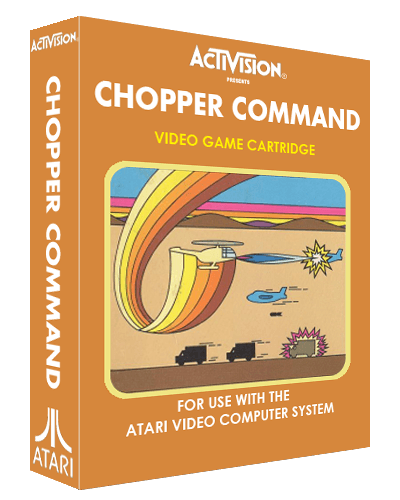 ACTIVISION®
PRESENTS
CHOPPER COMMAND
VIDEO GAME CARTRIDGE
FOR USE WITH THE
ATARI VIDEO COMPUTER SYSTEM
ACTIVISION®
CHOPPER COMMAND
ATARI